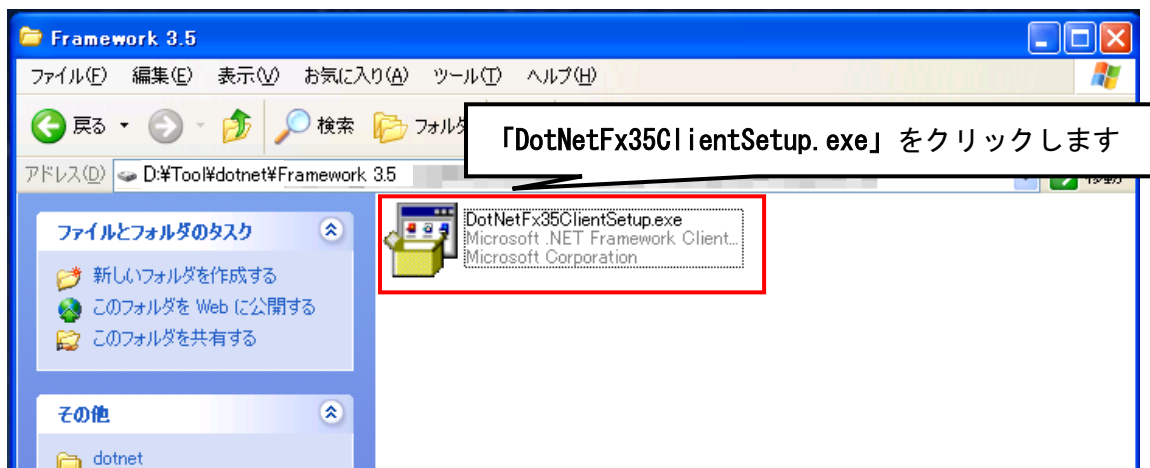 Framework 3.5
ファイル(F) 編集(E) 表示(V) お気に入り(A) ツール(T) ヘルプ(H)
戻る 検索 フォルダ
「DotNetFx35ClientSetup.exe」をクリックします
アドレス(D) D:¥Tool¥dotnet¥Framework 3.5
DotNetFx35ClientSetup.exe
Microsoft .NET Framework Client...
Microsoft Corporation
ファイルとフォルダのタスク
新しいフォルダを作成する
このフォルダを Web に公開する
このフォルダを共有する
その他
dotnet